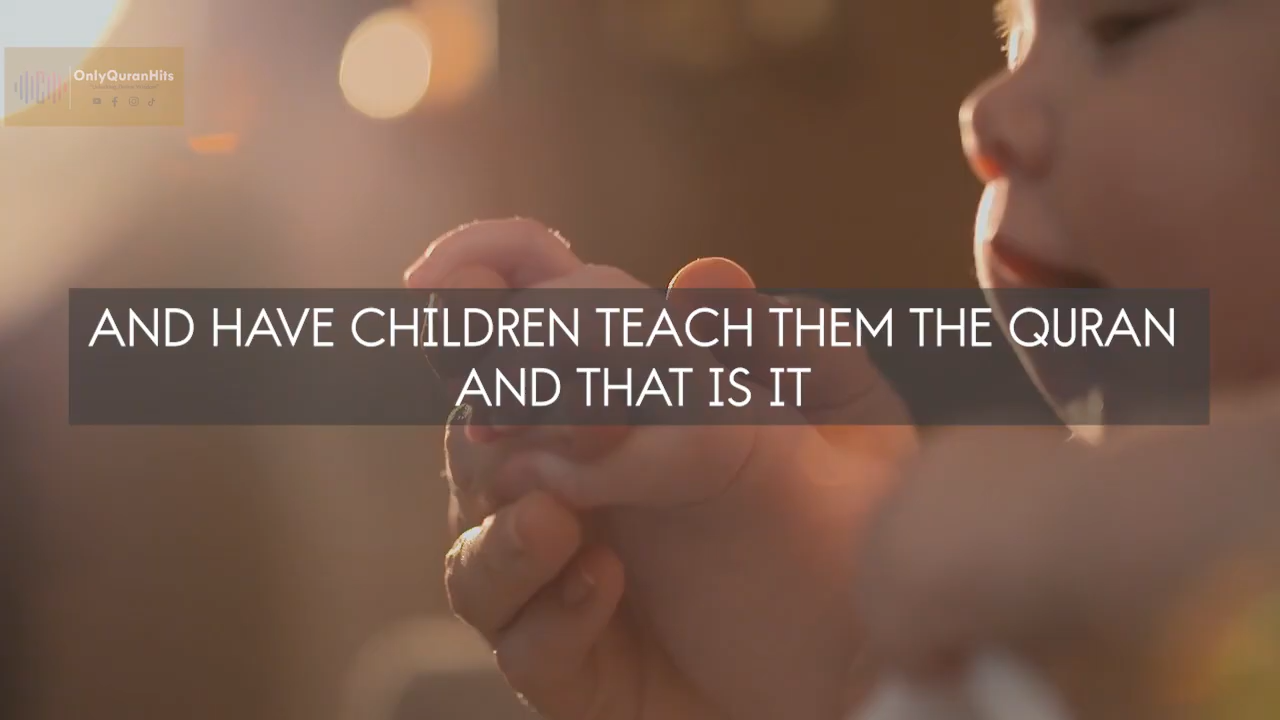 OnlyQuranHits
AND HAVE CHILDREN TEACH THEM THE QURAN
AND THAT IS IT